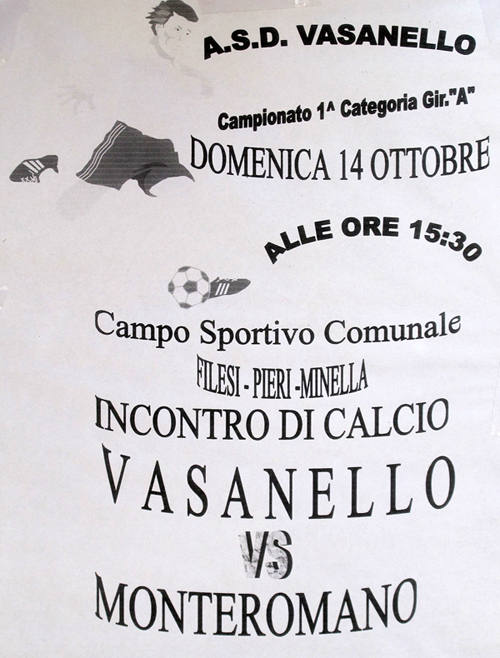 A.S.D. VASANELLO
Campionato 1^ Categoria Gir."A"
DOMENICA 14 OTTOBRE
ALLE ORE 15:30
Campo Sportivo Comunale
FILESI - PIERI -MINELLA
INCONTRO DI CALCIO
VASANELLO
VS
MONTEROMANO